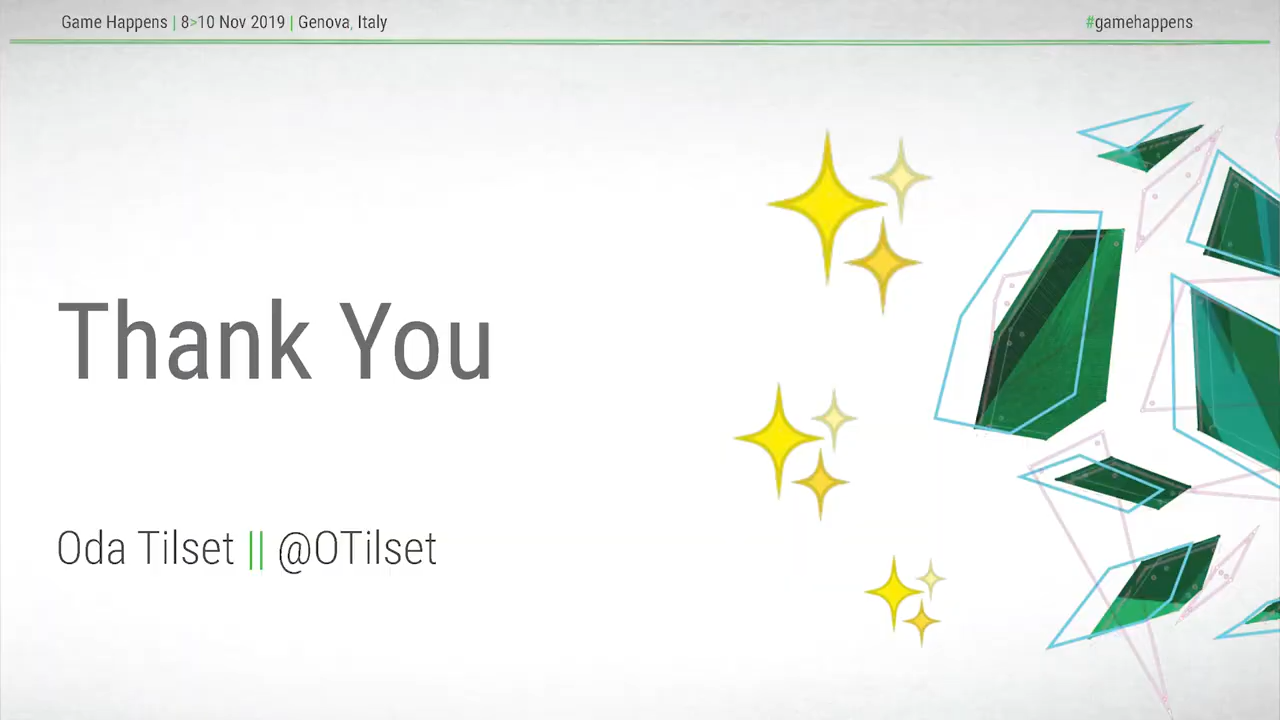 Game Happens | 8>10 Nov 2019 | Genova, Italy
#gamehappens
Thank You
Oda Tilset || @OTilset